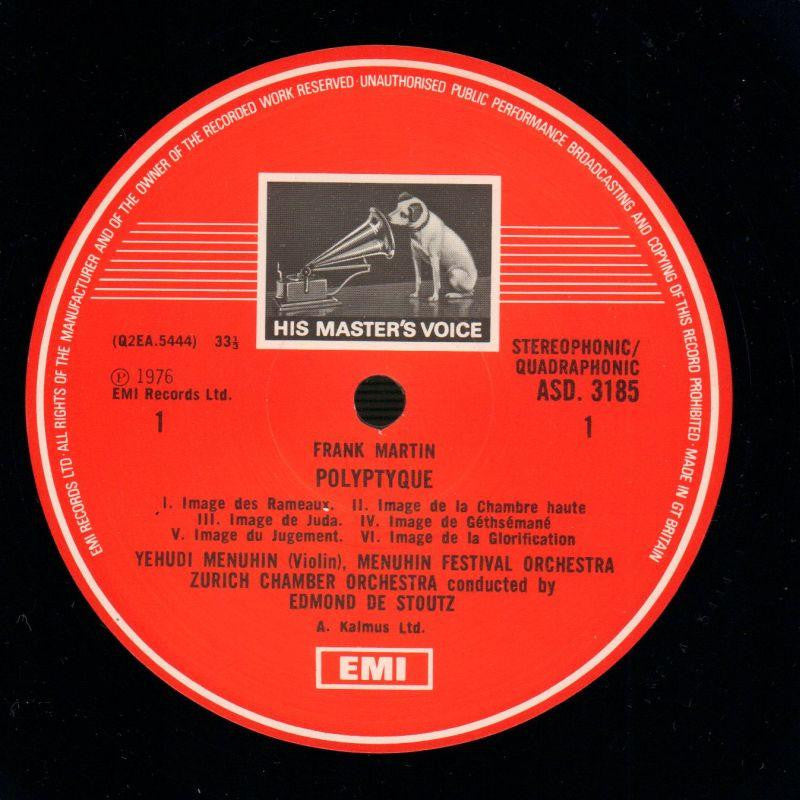 EMI RECORDS LTD · ALL RIGHTS OF THE MANUFACTURER AND OF THE OWNER OF THE RECORDED WORK RESERVED · UNAUTHORISED PUBLIC PERFORMANCE BROADCASTING AND COPYING OF THIS RECORD PROHIBITED · MADE IN GT BRITAIN
HIS MASTER'S VOICE
(Q2EA.5444) 33⅓
STEREOPHONIC/
QUADRAPHONIC
ASD. 3185
Ⓟ 1976
EMI Records Ltd.
1
1
FRANK MARTIN
POLYPTYQUE
I. Image des Rameaux. II. Image de la Chambre haute
III. Image de Juda. IV. Image de Géthsémané
V. Image du Jugement. VI. Image de la Glorification
YEHUDI MENUHIN (Violin), MENUHIN FESTIVAL ORCHESTRA
ZURICH CHAMBER ORCHESTRA conducted by
EDMOND DE STOUTZ
A. Kalmus Ltd.
EMI